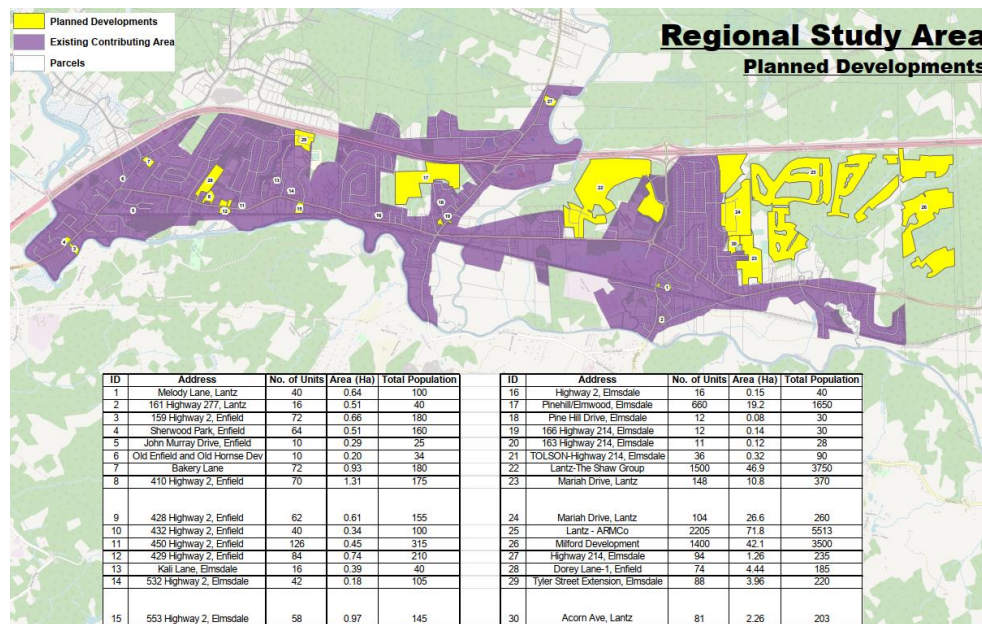 Planned Developments
Existing Contributing Area
Parcels
Regional Study Area
Planned Developments
ID Address No. of Units Area (Ha) Total Population
1 Melody Lane, Lantz 40 0.64 100
2 161 Highway 277, Lantz 16 0.51 40
3 159 Highway 2, Enfield 72 0.66 180
4 Sherwood Park, Enfield 64 0.51 160
5 John Murray Drive, Enfield 10 0.29 25
6 Old Enfield and Old Hornse Dev 10 0.20 34
7 Bakery Lane 72 0.93 180
8 410 Highway 2, Enfield 70 1.31 175
9 428 Highway 2, Enfield 62 0.61 155
10 432 Highway 2, Enfield 40 0.34 100
11 450 Highway 2, Enfield 126 0.45 315
12 429 Highway 2, Enfield 84 0.74 210
13 Kali Lane, Elmsdale 16 0.39 40
14 532 Highway 2, Elmsdale 42 0.18 105
15 553 Highway 2, Elmsdale 58 0.97 145
ID Address No. of Units Area (Ha) Total Population
16 Highway 2, Elmsdale 16 0.15 40
17 Pinehill/Elmwood, Elmsdale 660 19.2 1650
18 Pine Hill Drive, Elmsdale 12 0.08 30
19 166 Highway 214, Elmsdale 12 0.14 30
20 163 Highway 214, Elmsdale 11 0.12 28
21 TOLSON-Highway 214, Elmsdale 36 0.32 90
22 Lantz-The Shaw Group 1500 46.9 3750
23 Mariah Drive, Lantz 148 10.8 370
24 Mariah Drive, Lantz 104 26.6 260
25 Lantz - ARMCo 2205 71.8 5513
26 Milford Development 1400 42.1 3500
27 Highway 214, Elmsdale 94 1.26 235
28 Dorey Lane-1, Enfield 74 4.44 185
29 Tyler Street Extension, Elmsdale 88 3.96 220
30 Acorn Ave, Lantz 81 2.26 203